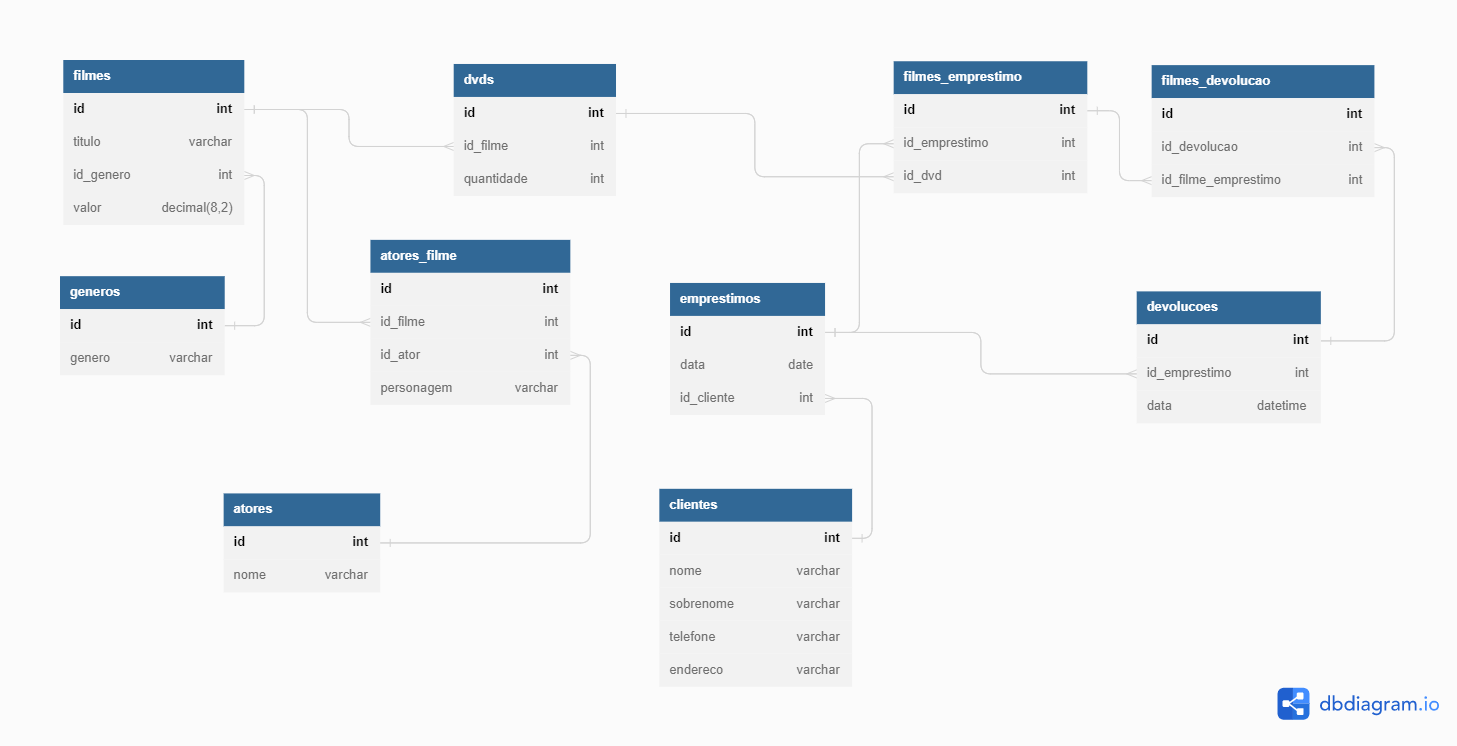 filmes
id int
titulo varchar
id_genero int
valor decimal(8,2)
dvds
id int
id_filme int
quantidade int
filmes_emprestimo
id int
id_emprestimo int
id_dvd int
filmes_devolucao
id int
id_devolucao int
id_filme_emprestimo int
generos
id int
genero varchar
atores_filme
id int
id_filme int
id_ator int
personagem varchar
emprestimos
id int
data date
id_cliente int
devolucoes
id int
id_emprestimo int
data datetime
atores
id int
nome varchar
clientes
id int
nome varchar
sobrenome varchar
telefone varchar
endereco varchar
dbdiagram.io